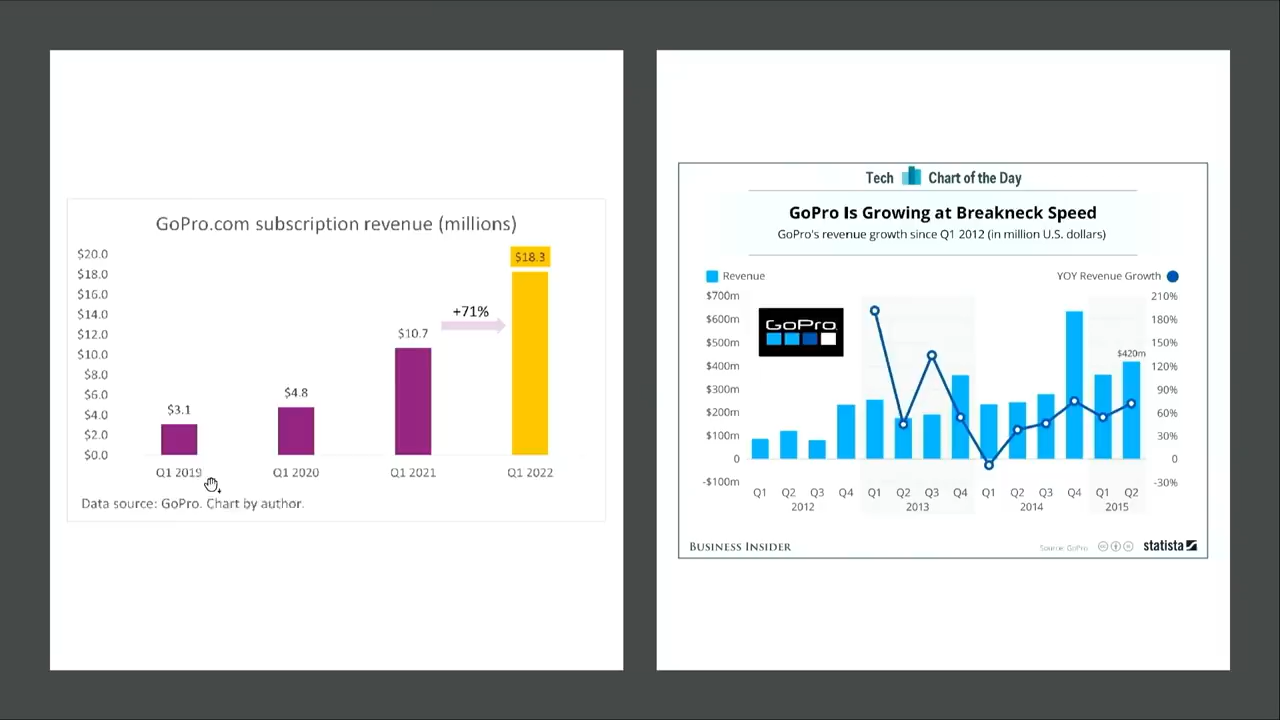 GoPro.com subscription revenue (millions)
$20.0
$18.0
$16.0
$14.0
$12.0
$10.0
$8.0
$6.0
$4.0
$2.0
$0.0
$3.1
$4.8
$10.7
+71%
$18.3
Q1 2019 Q1 2020 Q1 2021 Q1 2022
Data source: GoPro. Chart by author.
Tech Chart of the Day
GoPro Is Growing at Breakneck Speed
GoPro's revenue growth since Q1 2012 (in million U.S. dollars)
Revenue YOY Revenue Growth
$700m 210%
$600m 180%
$500m 150%
$400m 120%
$300m 90%
$200m 60%
$100m 30%
0 0
-$100m -30%
GoPro
$420m
Q1 Q2 Q3 Q4 Q1 Q2 Q3 Q4 Q1 Q2 Q3 Q4 Q1 Q2
2012 2013 2014 2015
BUSINESS INSIDER Source: GoPro statista